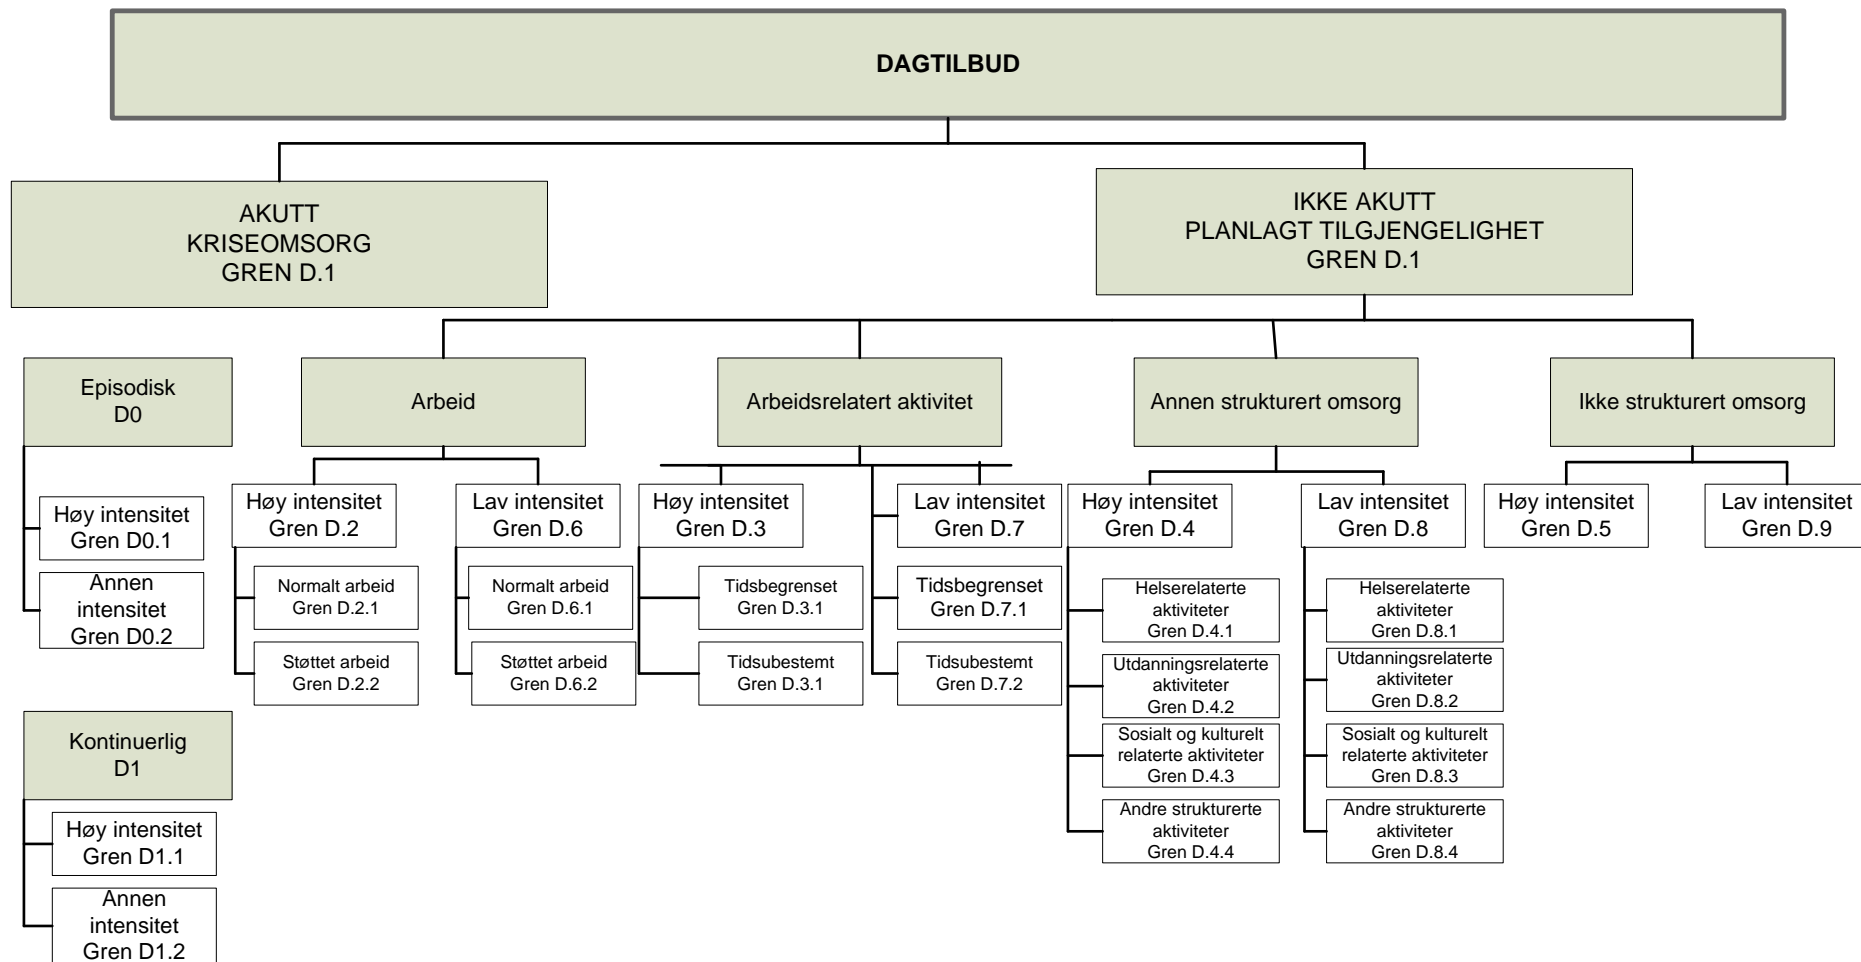 DAGTILBUD
AKUTT
KRISEOMSORG
GREN D.1
IKKE AKUTT
PLANLAGT TILGJENGELIGHET
GREN D.1
Episodisk
D0
Høy intensitet
Gren D0.1
Annen
intensitet
Gren D0.2
Kontinuerlig
D1
Høy intensitet
Gren D1.1
Annen
intensitet
Gren D1.2
Arbeid
Høy intensitet
Gren D.2
Normalt arbeid
Gren D.2.1
Støttet arbeid
Gren D.2.2
Lav intensitet
Gren D.6
Normalt arbeid
Gren D.6.1
Støttet arbeid
Gren D.6.2
Arbeidsrelatert aktivitet
Høy intensitet
Gren D.3
Tidsbegrenset
Gren D.3.1
Tidsubestemt
Gren D.3.1
Lav intensitet
Gren D.7
Tidsbegrenset
Gren D.7.1
Tidsubestemt
Gren D.7.2
Annen strukturert omsorg
Høy intensitet
Gren D.4
Helserelaterte
aktiviteter
Gren D.4.1
Utdanningsrelaterte
aktiviteter
Gren D.4.2
Sosialt og kulturelt
relaterte aktiviteter
Gren D.4.3
Andre strukturerte
aktiviteter
Gren D.4.4
Lav intensitet
Gren D.8
Helserelaterte
aktiviteter
Gren D.8.1
Utdanningsrelaterte
aktiviteter
Gren D.8.2
Sosialt og kulturelt
relaterte aktiviteter
Gren D.8.3
Andre strukturerte
aktiviteter
Gren D.8.4
Ikke strukturert omsorg
Høy intensitet
Gren D.5
Lav intensitet
Gren D.9